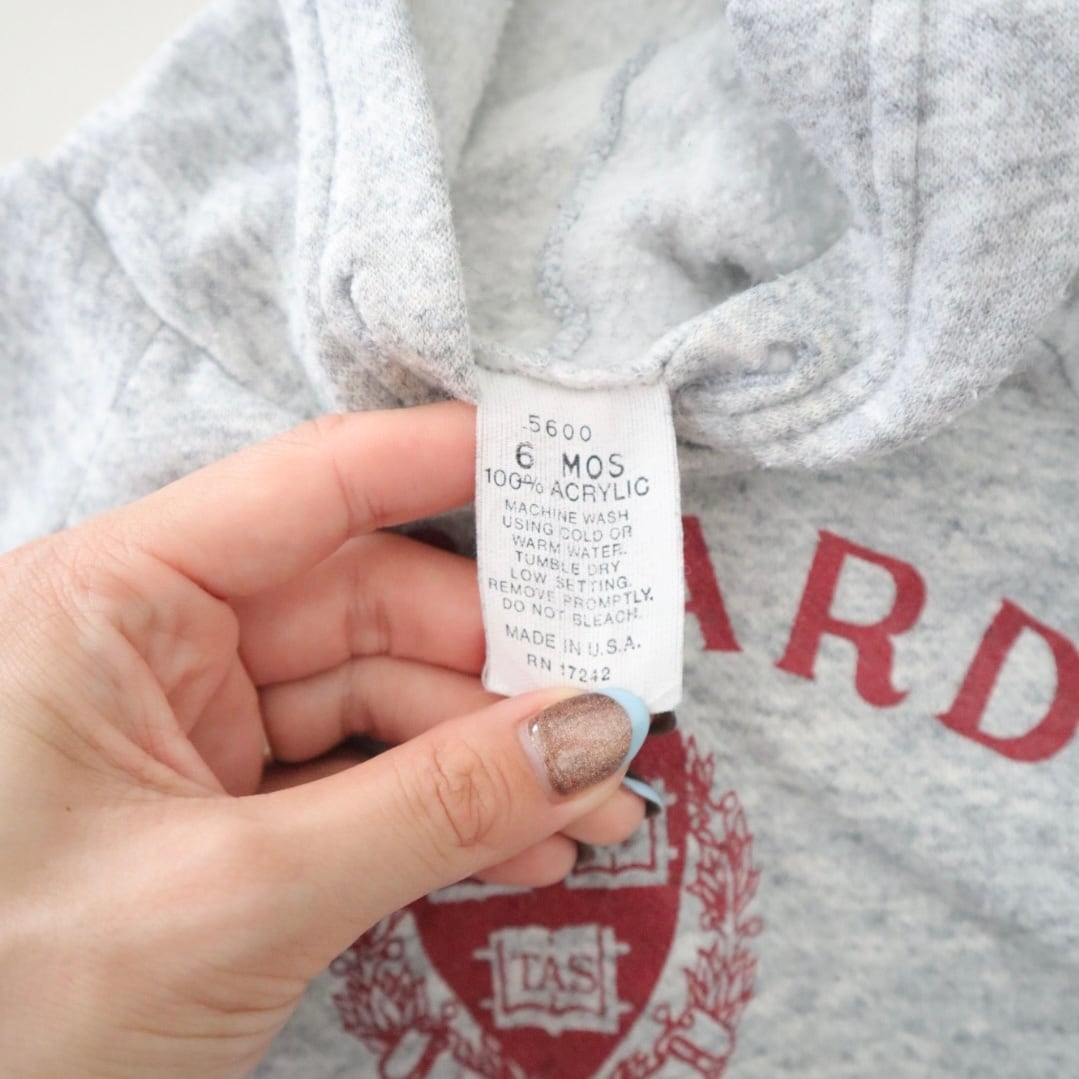 5600
6 MOS
100% ACRYLIC
MACHINE WASH
USING COLD OR
WARM WATER.
TUMBLE DRY
LOW SETTING.
REMOVE PROMPTLY.
DO NOT BLEACH.
MADE IN U.S.A.
RN 17242
ARD
TAS